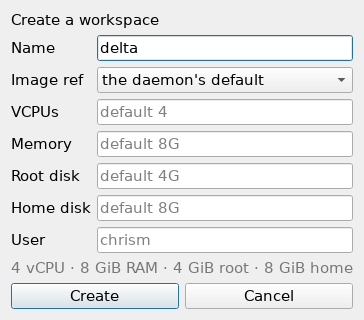 Create a workspace
Name delta
Image ref the daemon's default
VCPUs default 4
Memory default 8G
Root disk default 4G
Home disk default 8G
User chrism
4 vCPU · 8 GiB RAM · 4 GiB root · 8 GiB home
Create Cancel